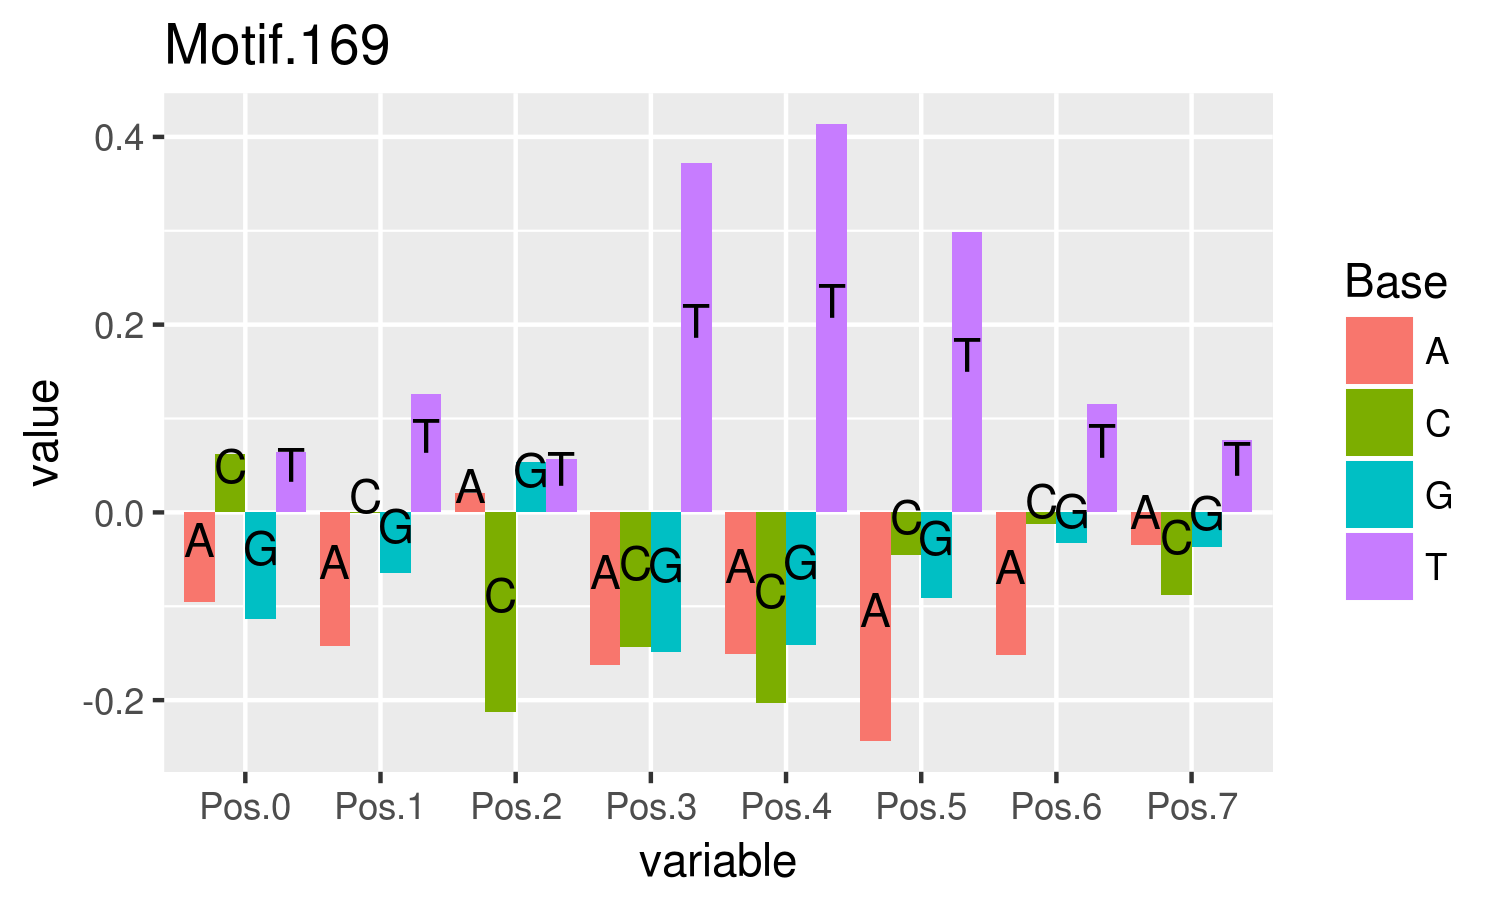 Motif.169
0.4
0.2
0.0
-0.2
value
A C G T
A C G T
A C G T
A C G T
A C G T
A C G T
A C G T
A C G T
Pos.0 Pos.1 Pos.2 Pos.3 Pos.4 Pos.5 Pos.6 Pos.7
variable
Base
A
C
G
T